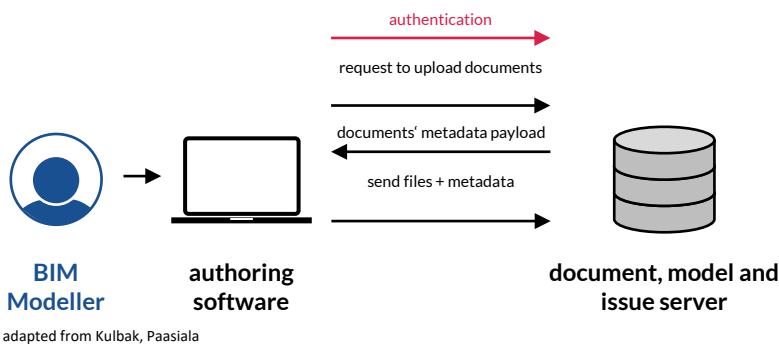 authentication
request to upload documents
documents‘ metadata payload
send files + metadata
BIM
Modeller
authoring
software
document, model and
issue server
adapted from Kulbak, Paasiala